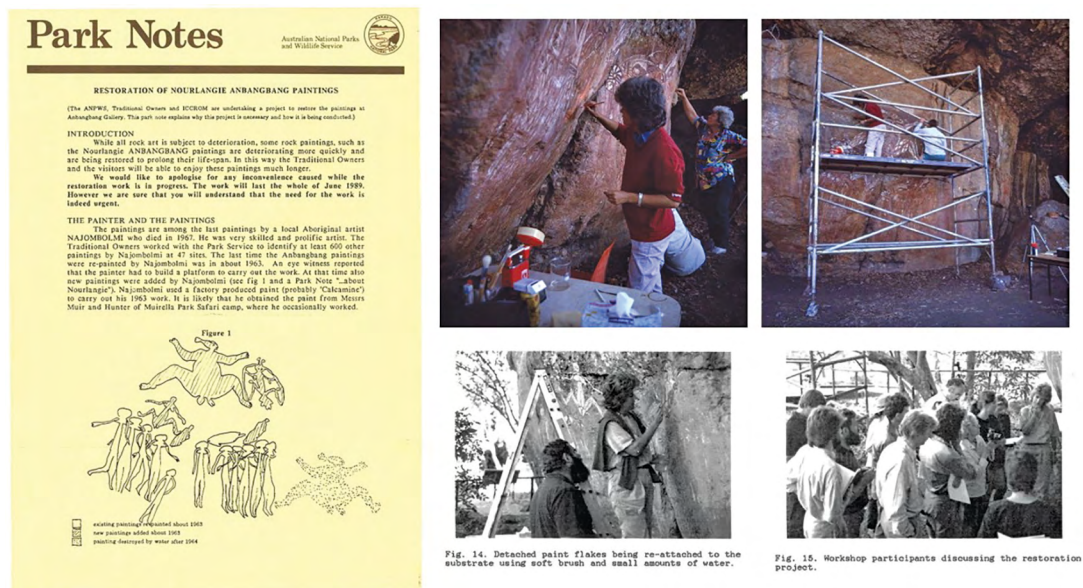 Park Notes
Australian National Parks
and Wildlife Service
RESTORATION OF NOURLANGIE ANBANGBANG PAINTINGS
(The ANPWS, Traditional Owners and ICCROM are undertaking a project to restore the paintings at
Anbangbang Gallery. This park note explains why this project is necessary and how it is being conducted.)
INTRODUCTION
While all rock art is subject to deterioration, some rock paintings, such as
the Nourlangie ANBANGBANG paintings are deteriorating more quickly and
are being restored to prolong their life-span. In this way the Traditional Owners
and the visitors will be able to enjoy these paintings much longer.
We would like to apologise for any inconvenience caused while the
restoration work is in progress. The work will last the whole of June 1989.
However we are sure that you will understand that the need for the work is
indeed urgent.
THE PAINTER AND THE PAINTINGS
The paintings are among the last paintings by a local Aboriginal artist
NAJOMBOLMI who died in 1967. He was very skilled and prolific artist. The
Traditional Owners worked with the Park Service to identify at least 600 other
paintings by Najombolmi at 47 sites. The last time the Anbangbang paintings
were re-painted by Najombolmi was in about 1963. An eye witness reported
that the painter had to build a platform to carry out the work. At that time also
new paintings were added by Najombolmi (see fig 1 and a Park Note "...about
Nourlangie"). Najombolmi used a factory produced paint (probably 'Calcamine')
to carry out his 1963 work. It is likely that he obtained the paint from Messrs
Muir and Hunter of Muirella Park Safari camp, where he occasionally worked.
Figure 1
existing paintings repainted about 1963
new paintings added about 1963
painting destroyed by water after 1964
Fig. 14. Detached paint flakes being re-attached to the
substrate using soft brush and small amounts of water.
Fig. 15. Workshop participants discussing the restoration
project.